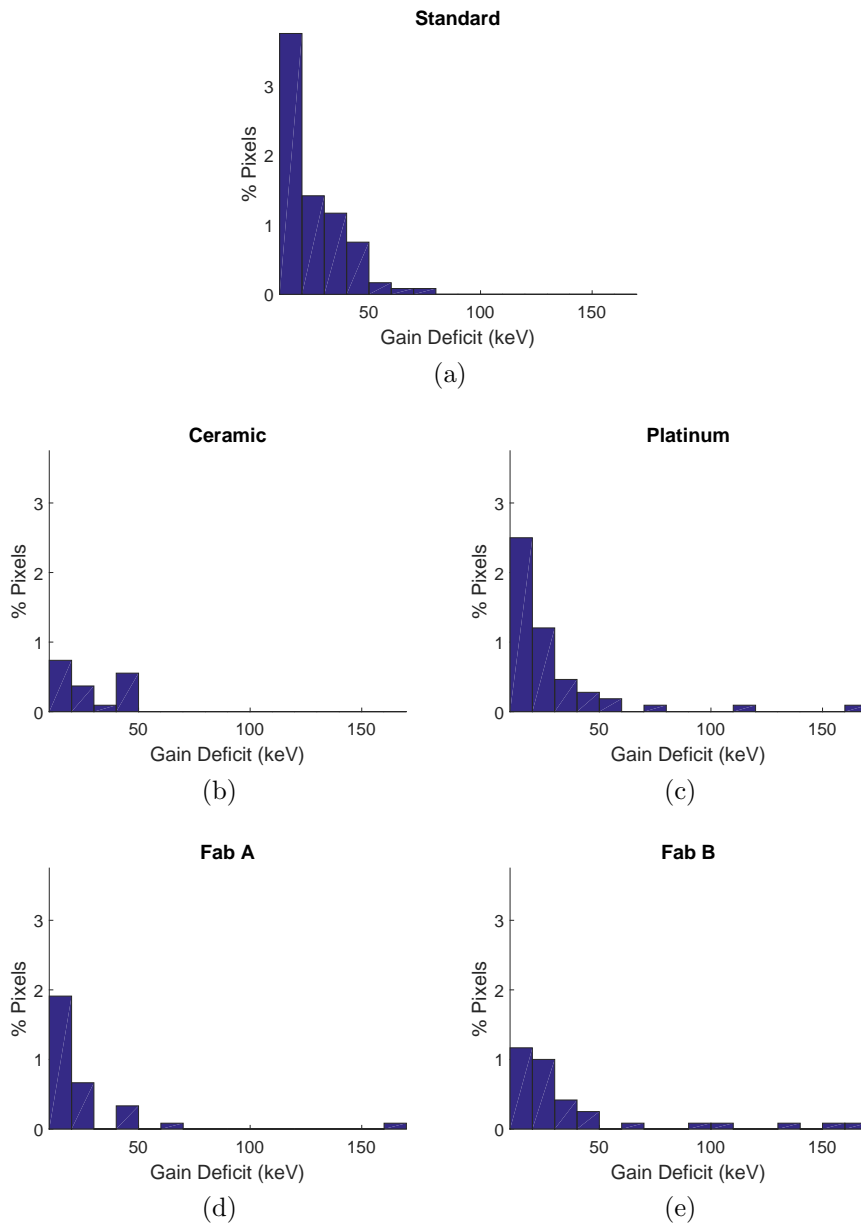 Standard
3
2
1
0
% Pixels
50 100 150
Gain Deficit (keV)
(a)
Ceramic
3
2
1
0
% Pixels
50 100 150
Gain Deficit (keV)
(b)
Platinum
3
2
1
0
% Pixels
50 100 150
Gain Deficit (keV)
(c)
Fab A
3
2
1
0
% Pixels
50 100 150
Gain Deficit (keV)
(d)
Fab B
3
2
1
0
% Pixels
50 100 150
Gain Deficit (keV)
(e)